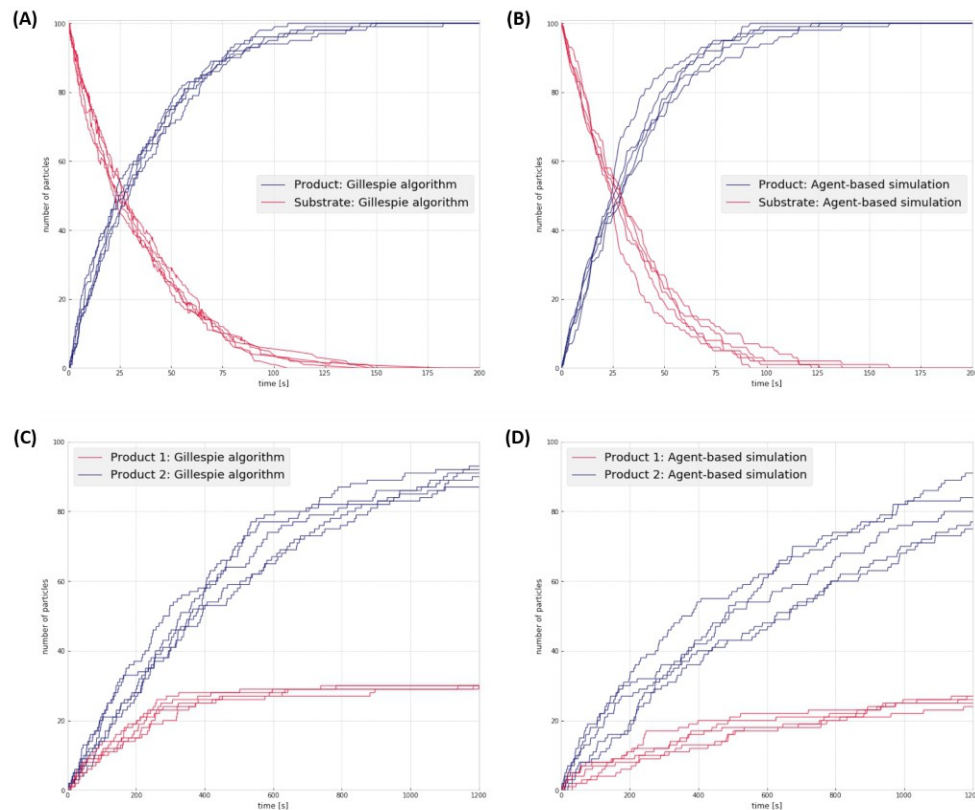 (A)
100
80
60
40
20
0
number of particles
Product: Gillespie algorithm
Substrate: Gillespie algorithm
0 25 50 75 100 125 150 175 200
time [s]
(B)
100
80
60
40
20
0
number of particles
Product: Agent-based simulation
Substrate: Agent-based simulation
0 25 50 75 100 125 150 175 200
time [s]
(C)
100
80
60
40
20
0
number of particles
Product 1: Gillespie algorithm
Product 2: Gillespie algorithm
0 200 400 600 800 1000 1200
time [s]
(D)
100
80
60
40
20
0
number of particles
Product 1: Agent-based simulation
Product 2: Agent-based simulation
0 200 400 600 800 1000 1200
time [s]